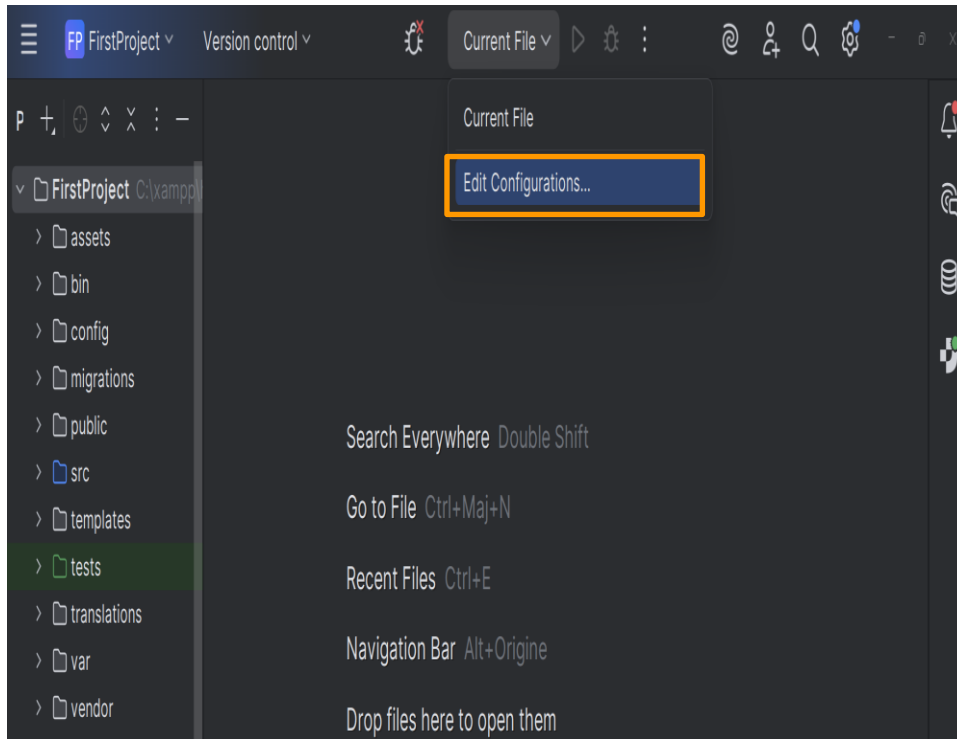 FP FirstProject Version control Current File
P
Current File
Edit Configurations...
FirstProject C:\xampp\
assets
bin
config
migrations
public
src
templates
tests
translations
var
vendor
Search Everywhere Double Shift
Go to File Ctrl+Maj+N
Recent Files Ctrl+E
Navigation Bar Alt+Origine
Drop files here to open them